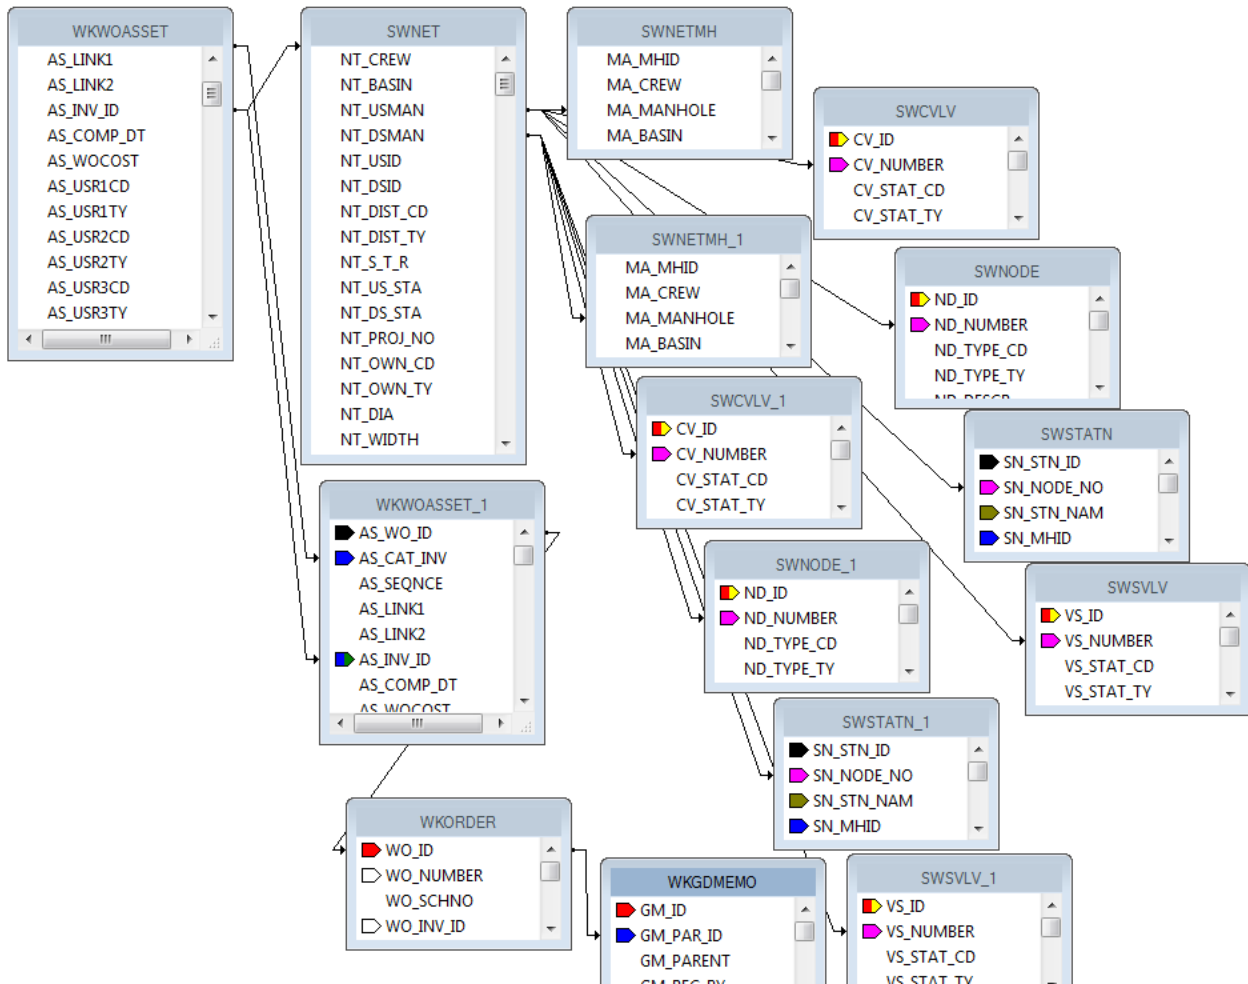 WKWOASSET
AS_LINK1
AS_LINK2
AS_INV_ID
AS_COMP_DT
AS_WOCOST
AS_USR1CD
AS_USR1TY
AS_USR2CD
AS_USR2TY
AS_USR3CD
AS_USR3TY
SWNET
NT_CREW
NT_BASIN
NT_USMAN
NT_DSMAN
NT_USID
NT_DSID
NT_DIST_CD
NT_DIST_TY
NT_S_T_R
NT_US_STA
NT_DS_STA
NT_PROJ_NO
NT_OWN_CD
NT_OWN_TY
NT_DIA
NT_WIDTH
SWNETMH
MA_MHID
MA_CREW
MA_MANHOLE
MA_BASIN
SWCVLV
CV_ID
CV_NUMBER
CV_STAT_CD
CV_STAT_TY
SWNETMH_1
MA_MHID
MA_CREW
MA_MANHOLE
MA_BASIN
SWNODE
ND_ID
ND_NUMBER
ND_TYPE_CD
ND_TYPE_TY
ND_DESCR
SWCVLV_1
CV_ID
CV_NUMBER
CV_STAT_CD
CV_STAT_TY
SWSTATN
SN_STN_ID
SN_NODE_NO
SN_STN_NAM
SN_MHID
WKWOASSET_1
AS_WO_ID
AS_CAT_INV
AS_SEQNCE
AS_LINK1
AS_LINK2
AS_INV_ID
AS_COMP_DT
AS_WOCOST
SWNODE_1
ND_ID
ND_NUMBER
ND_TYPE_CD
ND_TYPE_TY
SWSVLV
VS_ID
VS_NUMBER
VS_STAT_CD
VS_STAT_TY
SWSTATN_1
SN_STN_ID
SN_NODE_NO
SN_STN_NAM
SN_MHID
WKORDER
WO_ID
WO_NUMBER
WO_SCHNO
WO_INV_ID
WKGDMEMO
GM_ID
GM_PAR_ID
GM_PARENT
GM_REC_BY
SWSVLV_1
VS_ID
VS_NUMBER
VS_STAT_CD
VS_STAT_TY